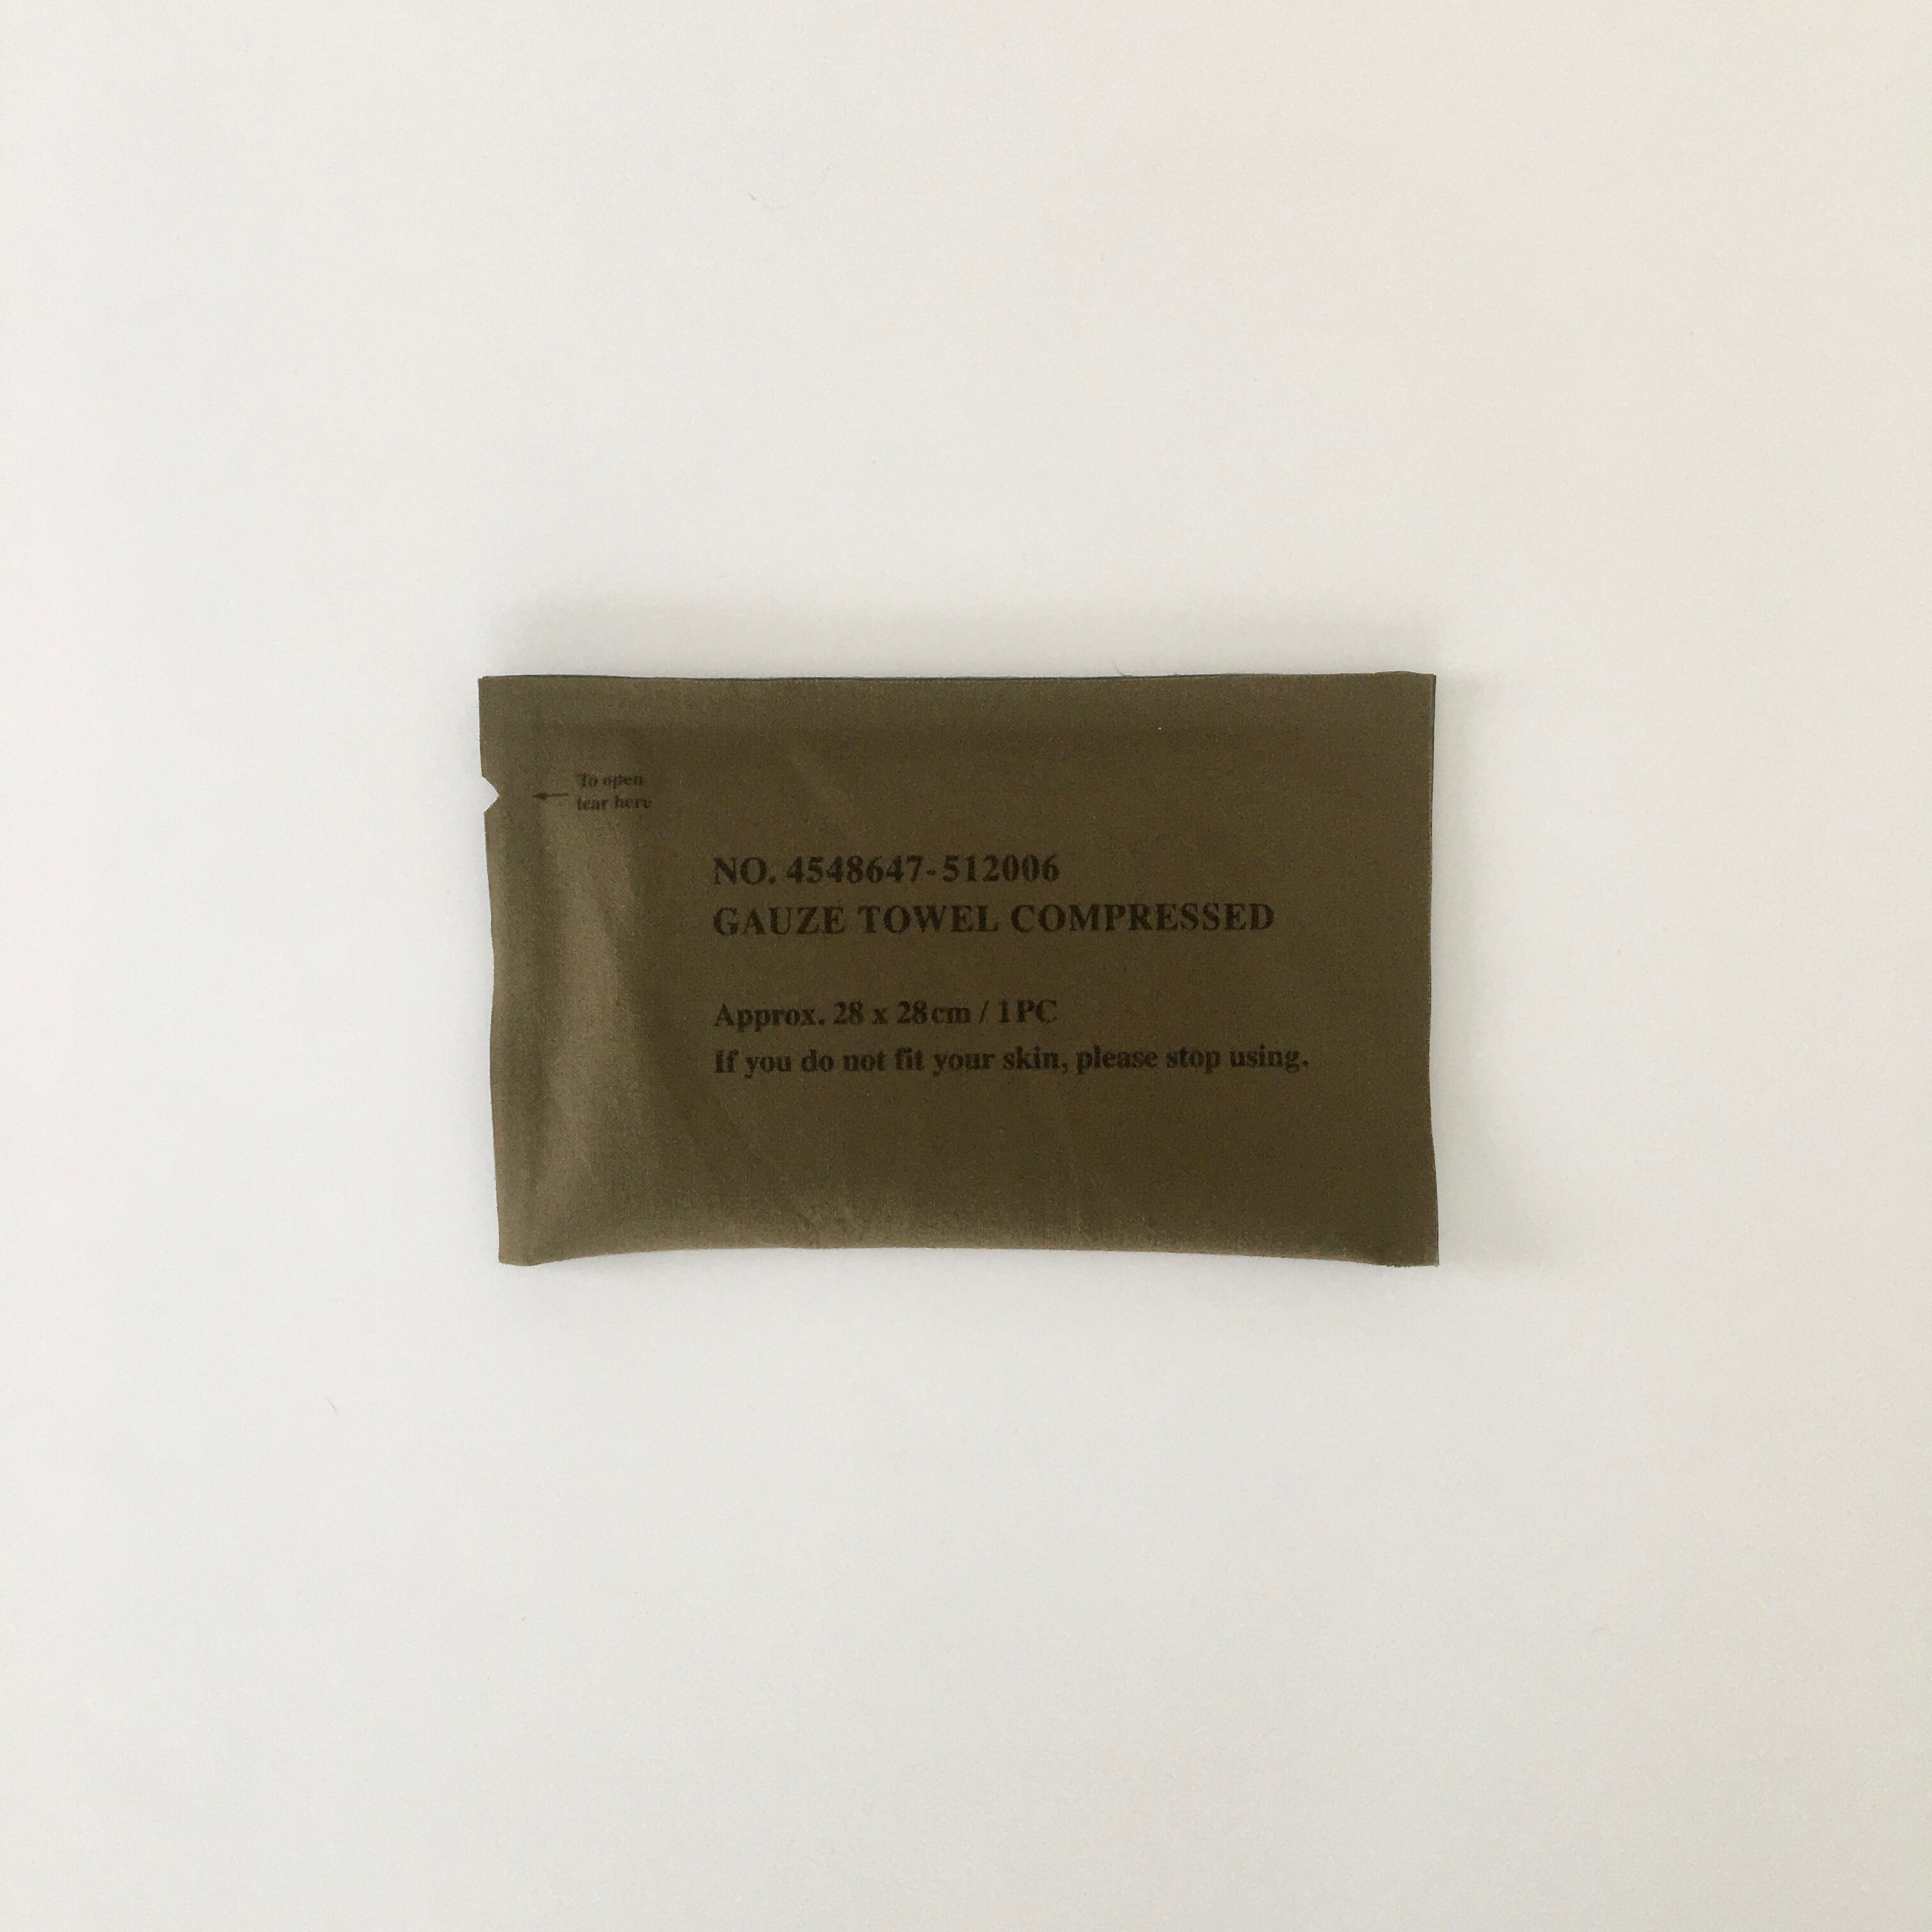 To open
tear here
NO. 4548647-512006
GAUZE TOWEL COMPRESSED
Approx. 28 x 28cm / 1PC
If you do not fit your skin, please stop using.